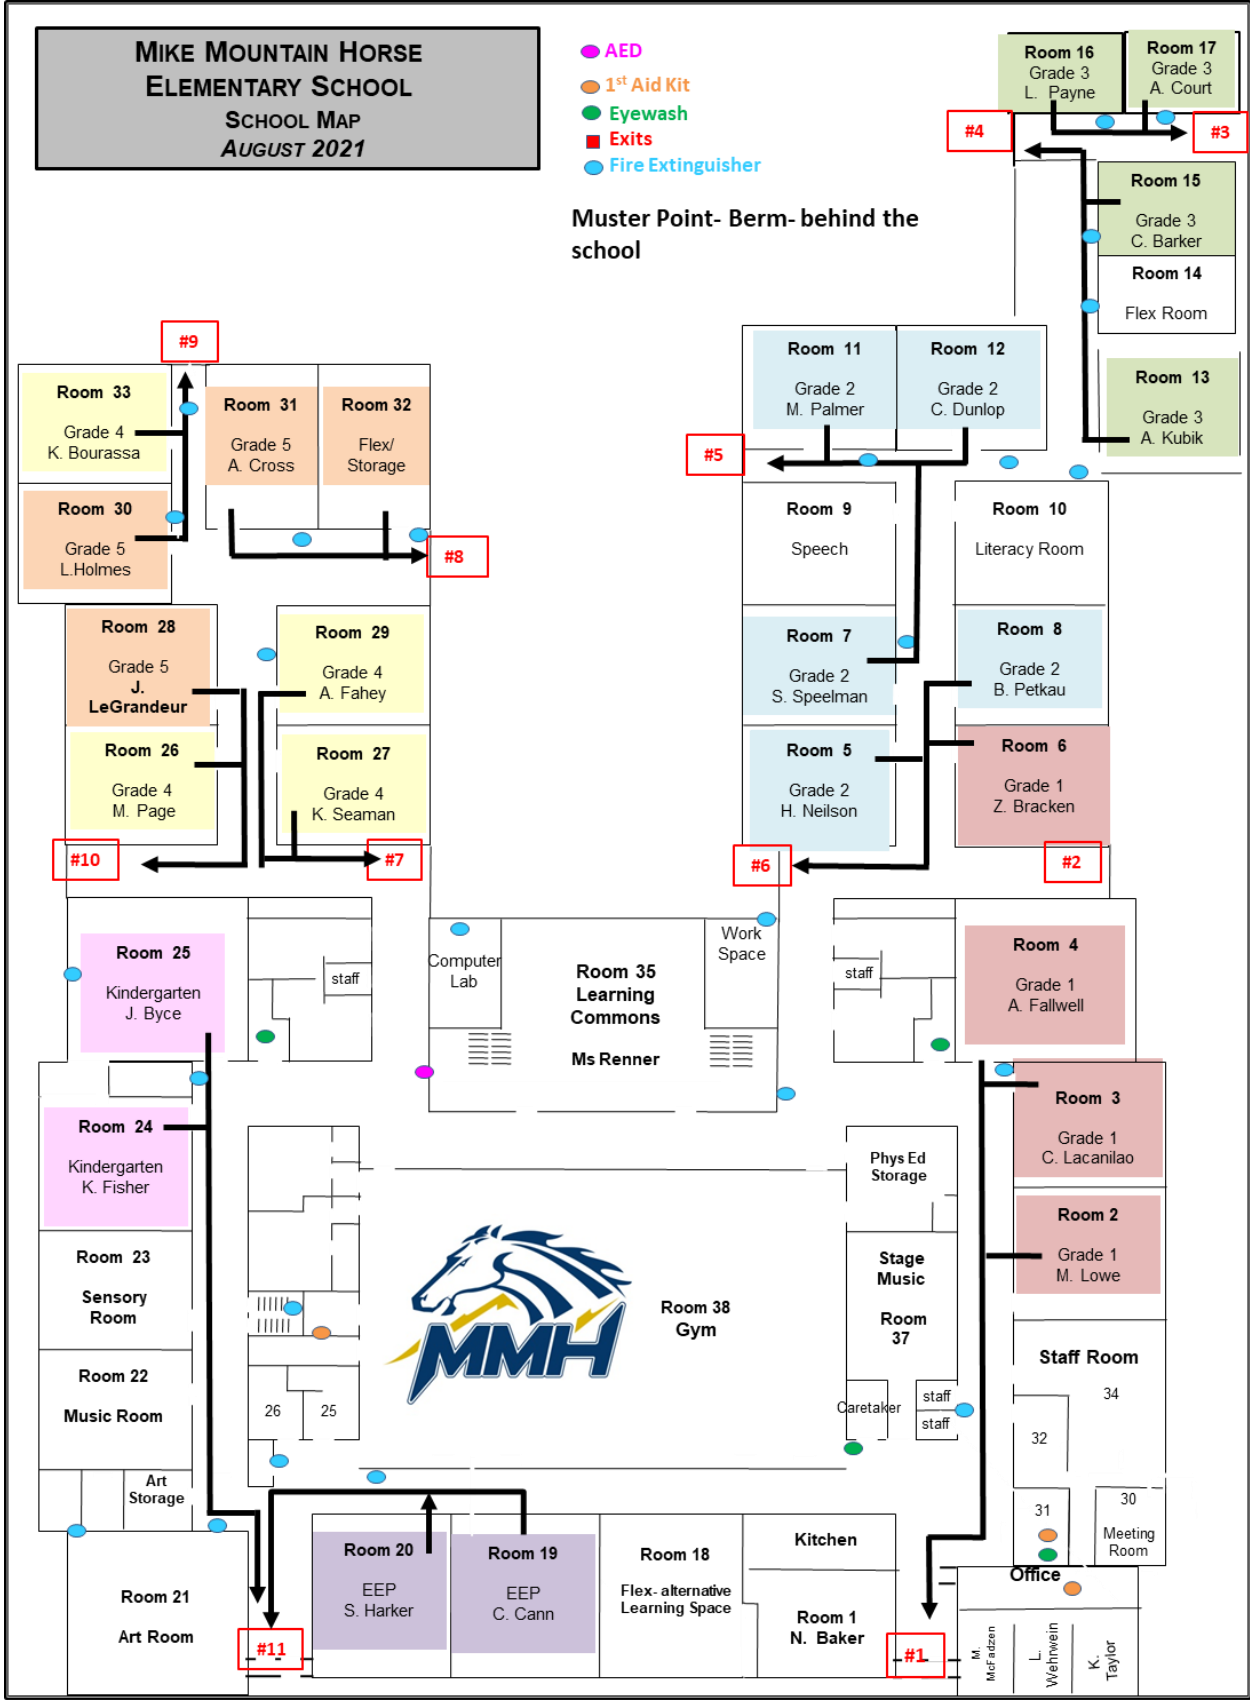 MIKE MOUNTAIN HORSE
ELEMENTARY SCHOOL
SCHOOL MAP
AUGUST 2021
AED
1st Aid Kit
Eyewash
Exits
Fire Extinguisher
Muster Point- Berm- behind the
school
Room 16
Grade 3
L. Payne
Room 17
Grade 3
A. Court
#4
#3
Room 15
Grade 3
C. Barker
Room 14
Flex Room
Room 13
Grade 3
A. Kubik
#9
Room 33
Grade 4
K. Bourassa
Room 31
Grade 5
A. Cross
Room 32
Flex/
Storage
Room 30
Grade 5
L.Holmes
#8
Room 11
Grade 2
M. Palmer
Room 12
Grade 2
C. Dunlop
#5
Room 9
Speech
Room 10
Literacy Room
Room 28
Grade 5
J.
LeGrandeur
Room 29
Grade 4
A. Fahey
Room 7
Grade 2
S. Speelman
Room 8
Grade 2
B. Petkau
Room 26
Grade 4
M. Page
Room 27
Grade 4
K. Seaman
Room 5
Grade 2
H. Neilson
Room 6
Grade 1
Z. Bracken
#10
#7
#6
#2
Room 25
Kindergarten
J. Byce
staff
Computer
Lab
Room 35
Learning
Commons
Ms Renner
Work
Space
staff
Room 4
Grade 1
A. Fallwell
Room 24
Kindergarten
K. Fisher
Phys Ed
Storage
Room 3
Grade 1
C. Lacanilao
Room 2
Grade 1
M. Lowe
Room 23
Sensory
Room
MMH
Room 38
Gym
Stage
Music
Room
37
Room 22
Music Room
26
25
Caretaker
staff
staff
Staff Room
34
32
Art
Storage
31
30
Meeting
Room
Office
Room 21
Art Room
Room 20
EEP
S. Harker
Room 19
EEP
C. Cann
Room 18
Flex- alternative
Learning Space
Kitchen
Room 1
N. Baker
#11
#1
M.
McFadzen
L.
Wehrwein
K.
Taylor